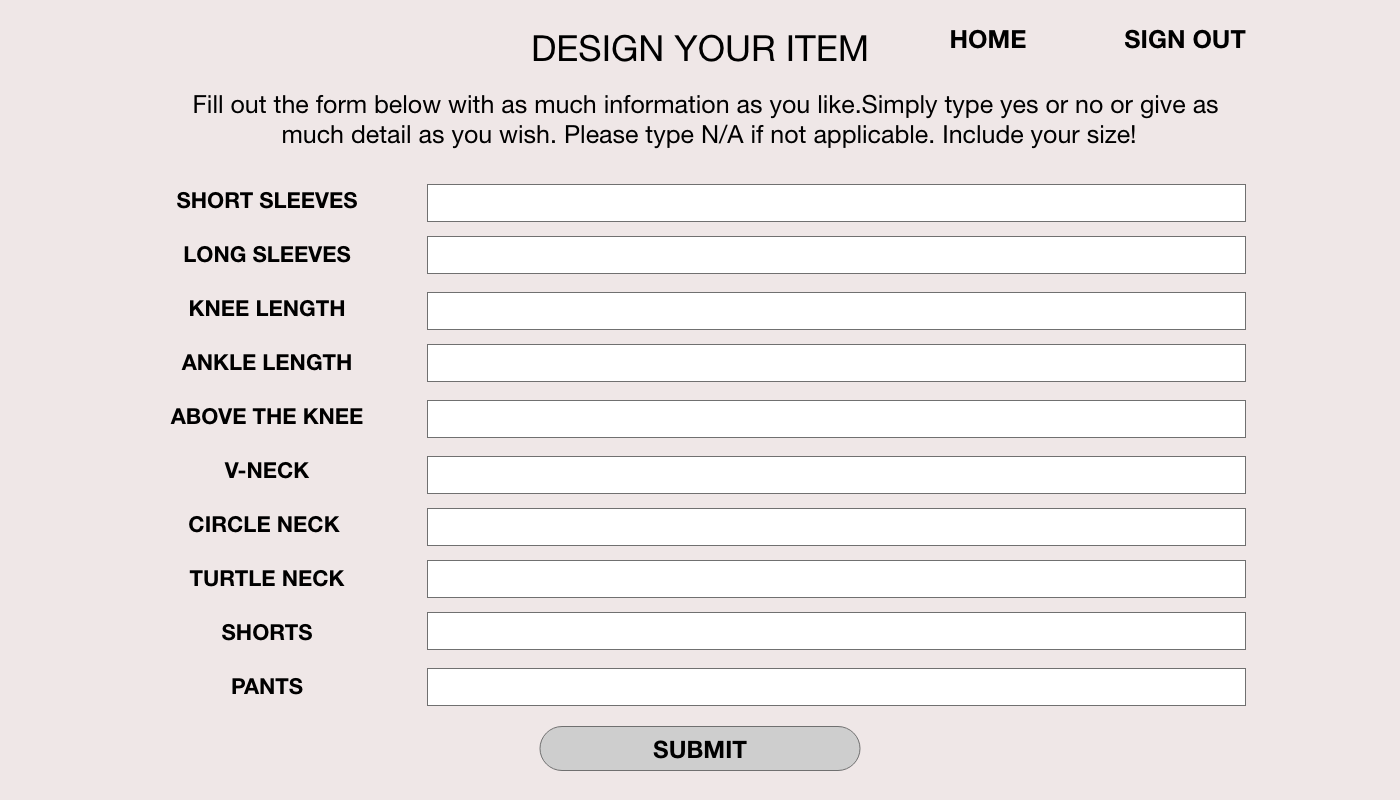 DESIGN YOUR ITEM
HOME
SIGN OUT
Fill out the form below with as much information as you like.Simply type yes or no or give as
much detail as you wish. Please type N/A if not applicable. Include your size!
SHORT SLEEVES
LONG SLEEVES
KNEE LENGTH
ANKLE LENGTH
ABOVE THE KNEE
V-NECK
CIRCLE NECK
TURTLE NECK
SHORTS
PANTS
SUBMIT